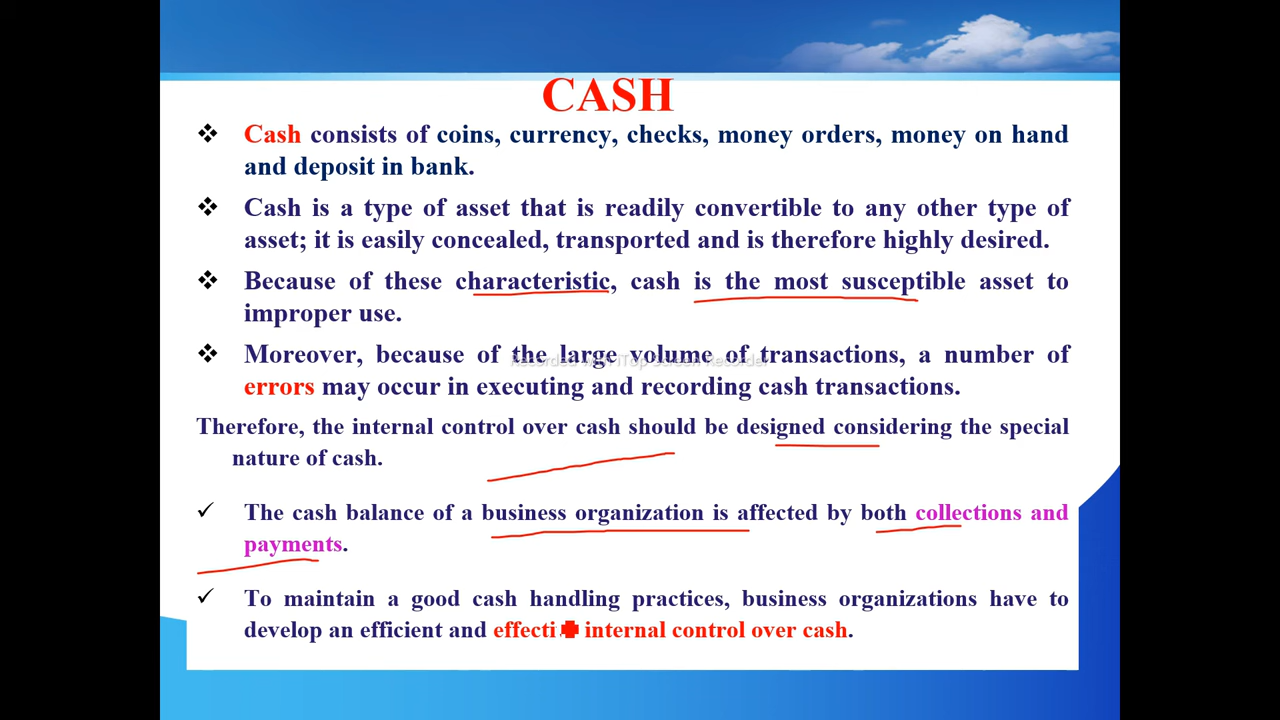 CASH
Cash consists of coins, currency, checks, money orders, money on hand
and deposit in bank.
Cash is a type of asset that is readily convertible to any other type of
asset; it is easily concealed, transported and is therefore highly desired.
Because of these characteristic, cash is the most susceptible asset to
improper use.
Moreover, because of the large volume of transactions, a number of
Recorded with iTop Screen Recorder
errors may occur in executing and recording cash transactions.
Therefore, the internal control over cash should be designed considering the special
nature of cash.
The cash balance of a business organization is affected by both collections and
payments.
To maintain a good cash handling practices, business organizations have to
develop an efficient and effecti internal control over cash.